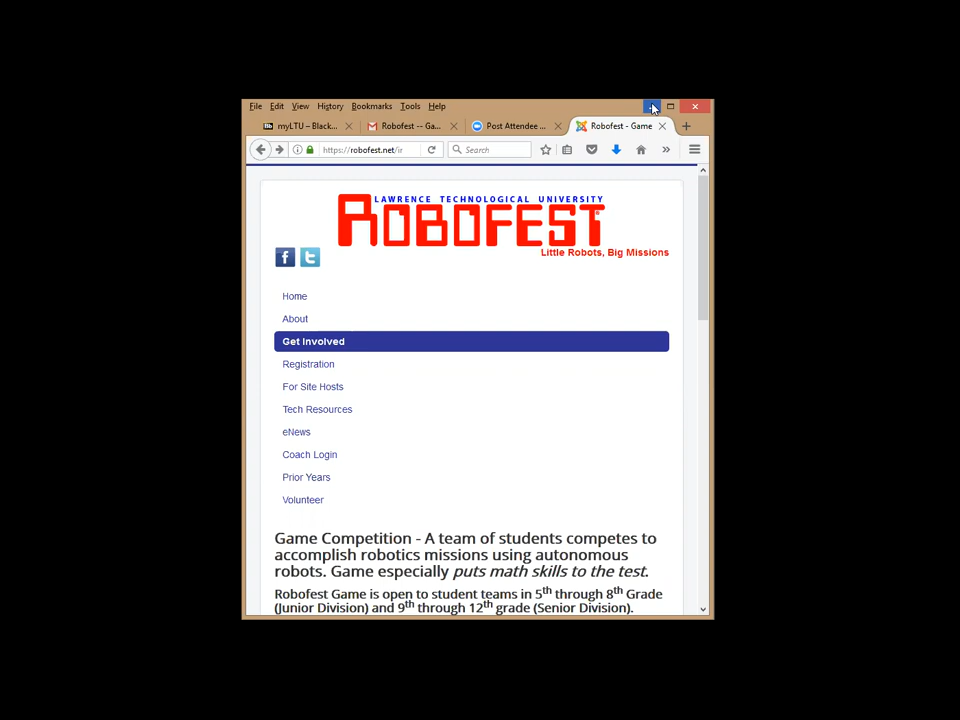 File Edit View History Bookmarks Tools Help
myLTU – Black... Robofest -- Ga... Post Attendee ... Robofest - Game
https://robofest.net/ir Search
LAWRENCE TECHNOLOGICAL UNIVERSITY
ROBOFEST
Little Robots, Big Missions
Home
About
Get Involved
Registration
For Site Hosts
Tech Resources
eNews
Coach Login
Prior Years
Volunteer
Game Competition - A team of students competes to
accomplish robotics missions using autonomous
robots. Game especially puts math skills to the test.
Robofest Game is open to student teams in 5th through 8th Grade
(Junior Division) and 9th through 12th grade (Senior Division).